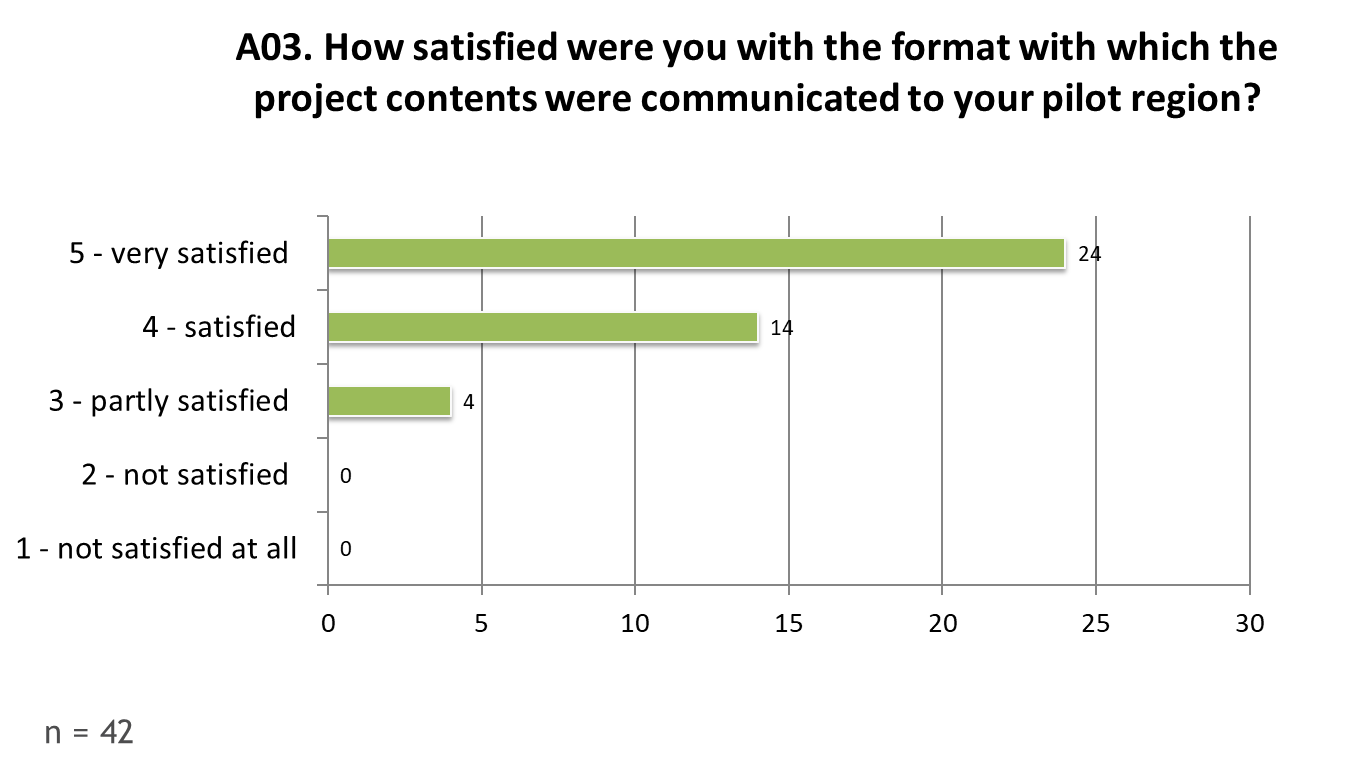 A03. How satisfied were you with the format with which the
project contents were communicated to your pilot region?
5 - very satisfied
24
4 - satisfied
14
3 - partly satisfied
4
2 - not satisfied
0
1 - not satisfied at all
0
0 5 10 15 20 25 30
n = 42